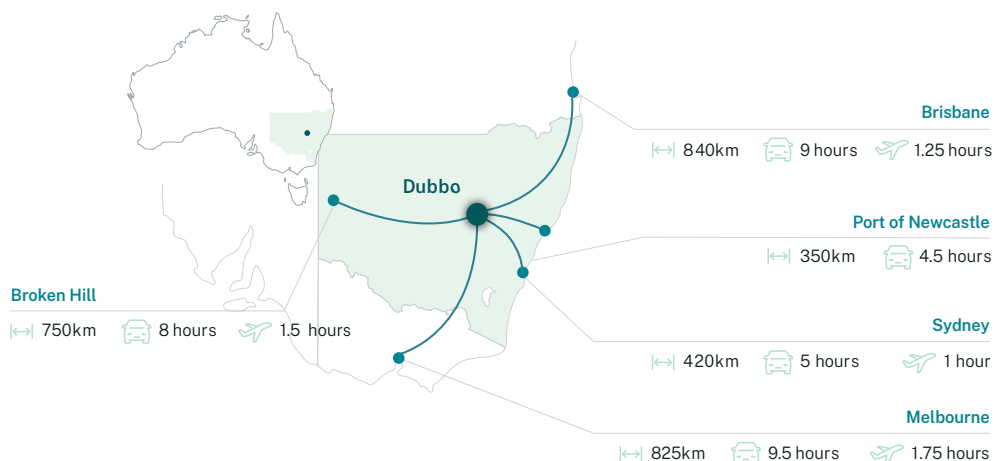 Brisbane
840km 9 hours 1.25 hours
Dubbo
Port of Newcastle
350km 4.5 hours
Broken Hill
750km 8 hours 1.5 hours
Sydney
420km 5 hours 1 hour
Melbourne
825km 9.5 hours 1.75 hours